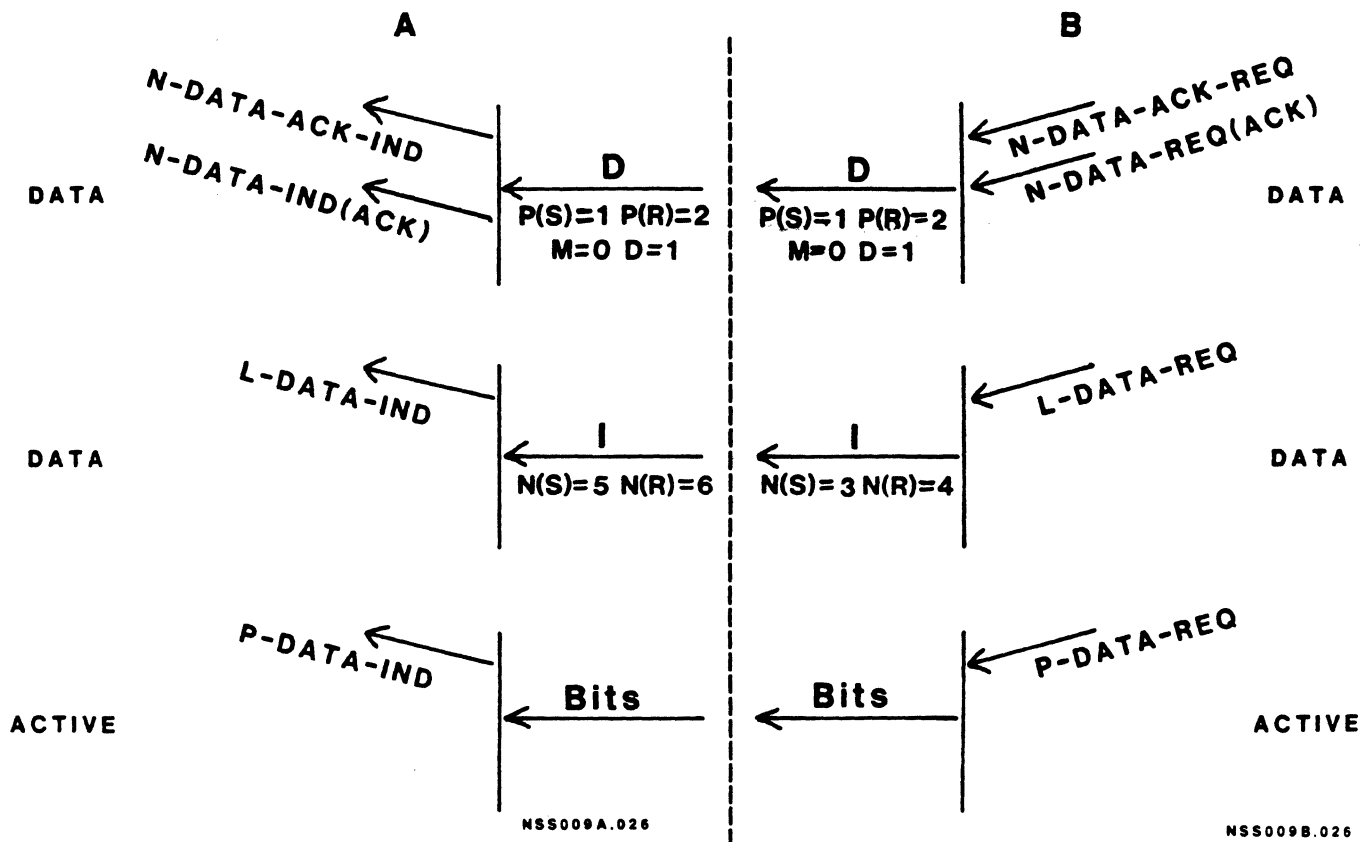 A
B
N-DATA-ACK-IND
N-DATA-IND(ACK)
DATA
D
P(S)=1 P(R)=2
M=0 D=1
D
P(S)=1 P(R)=2
M=0 D=1
N-DATA-ACK-REQ
N-DATA-REQ(ACK)
DATA
L-DATA-IND
DATA
I
N(S)=5 N(R)=6
I
N(S)=3 N(R)=4
L-DATA-REQ
DATA
P-DATA-IND
ACTIVE
Bits
Bits
P-DATA-REQ
ACTIVE
NSS009A.026
NSS009B.026